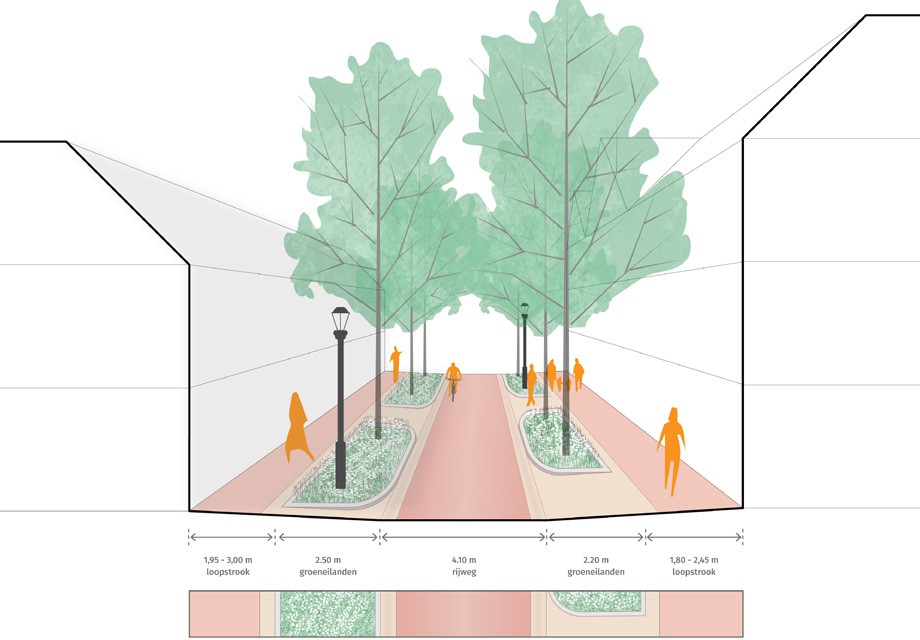 1,95 - 3,00 m
loopstrook
2.50 m
groeneilanden
4.10 m
rijweg
2.20 m
groeneilanden
1,80 - 2,45 m
loopstrook